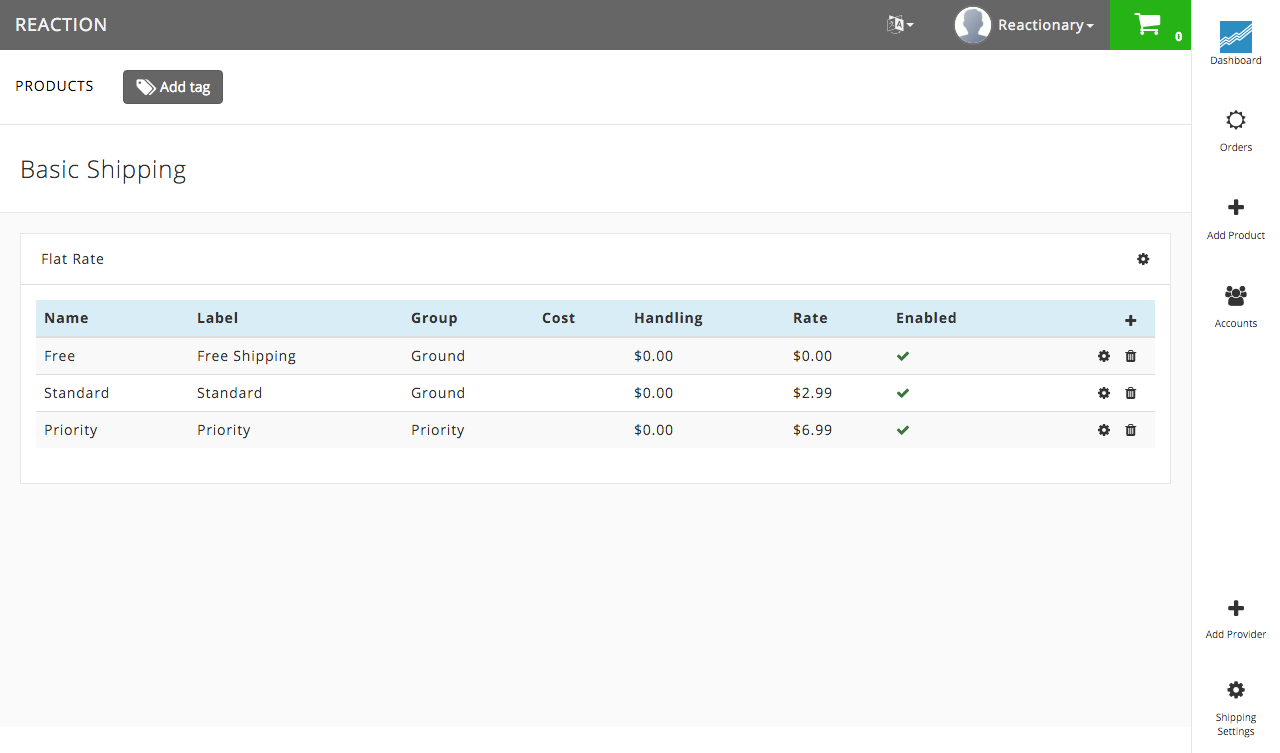 REACTION
Reactionary
0
Dashboard
PRODUCTS
Add tag
Orders
Basic Shipping
Add Product
Flat Rate
Accounts
Name Label Group Cost Handling Rate Enabled
Free Free Shipping Ground $0.00 $0.00
Standard Standard Ground $0.00 $2.99
Priority Priority Priority $0.00 $6.99
Add Provider
Shipping
Settings